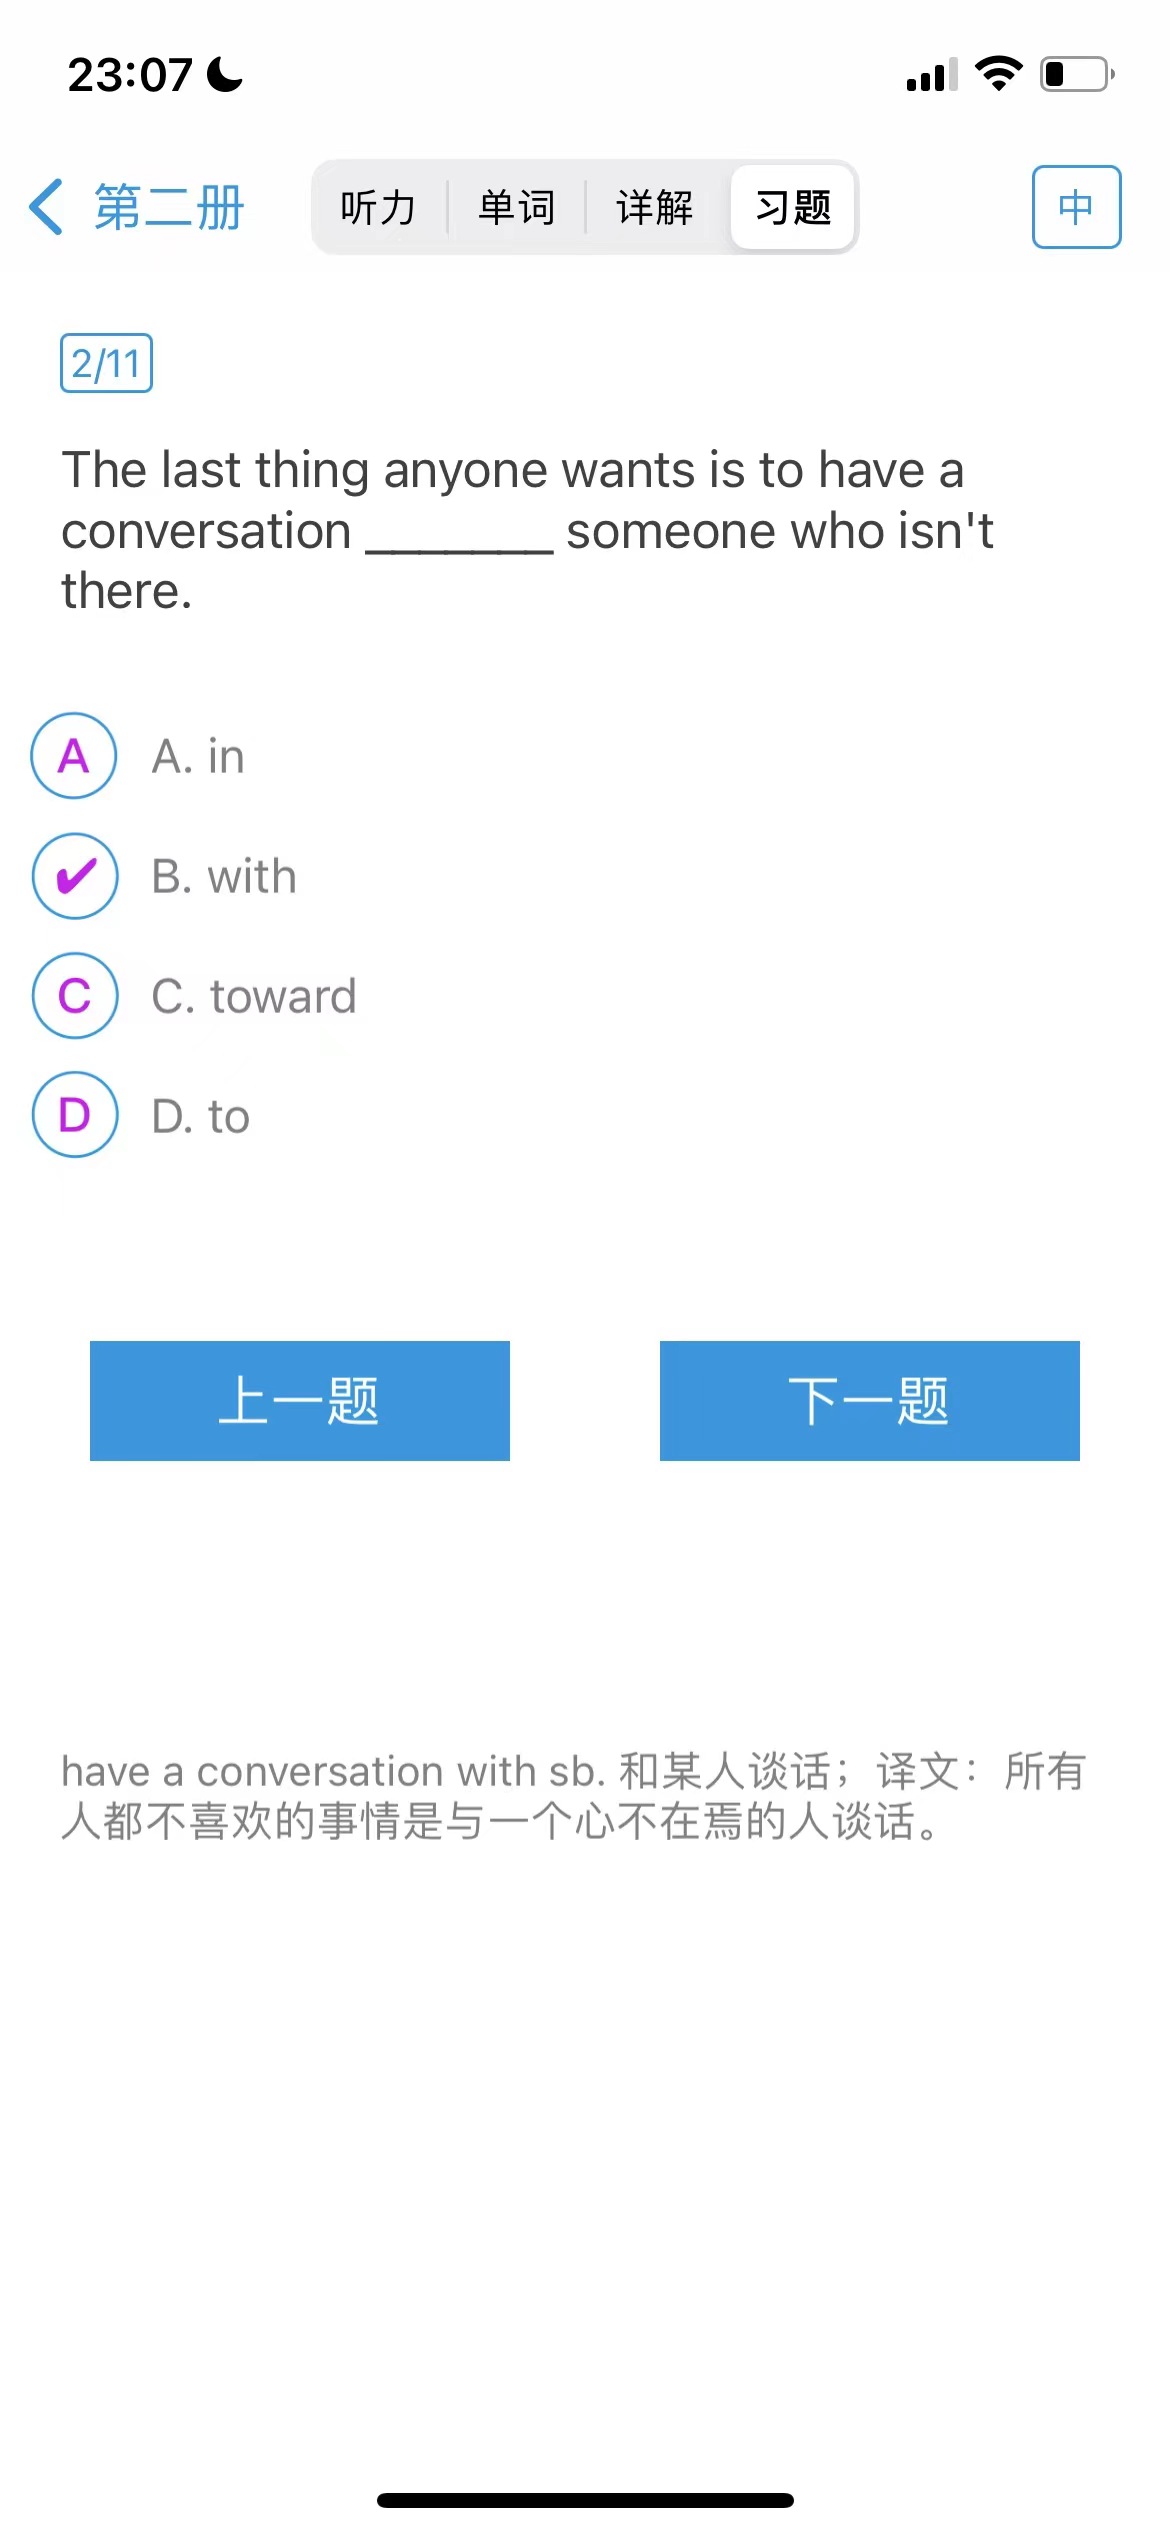 23:07
第二册
听力 单词 详解 习题
中
2/11
The last thing anyone wants is to have a
conversation _______ someone who isn't
there.
A A. in
✔ B. with
C C. toward
D D. to
上一题 下一题
have a conversation with sb. 和某人谈话；译文：所有
人都不喜欢的事情是与一个心不在焉的人谈话。